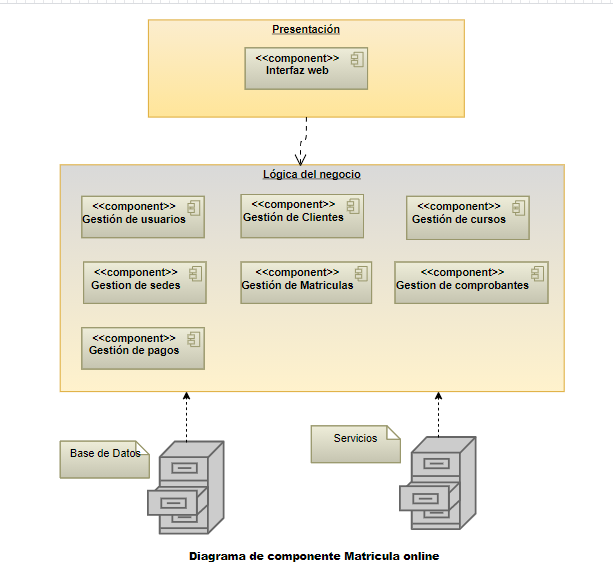 Presentación
<<component>>
Interfaz web
Lógica del negocio
<<component>>
Gestión de usuarios
<<component>>
Gestión de Clientes
<<component>>
Gestión de cursos
<<component>>
Gestion de sedes
<<component>>
Gestión de Matriculas
<<component>>
Gestion de comprobantes
<<component>>
Gestión de pagos
Base de Datos
Servicios
Diagrama de componente Matricula online